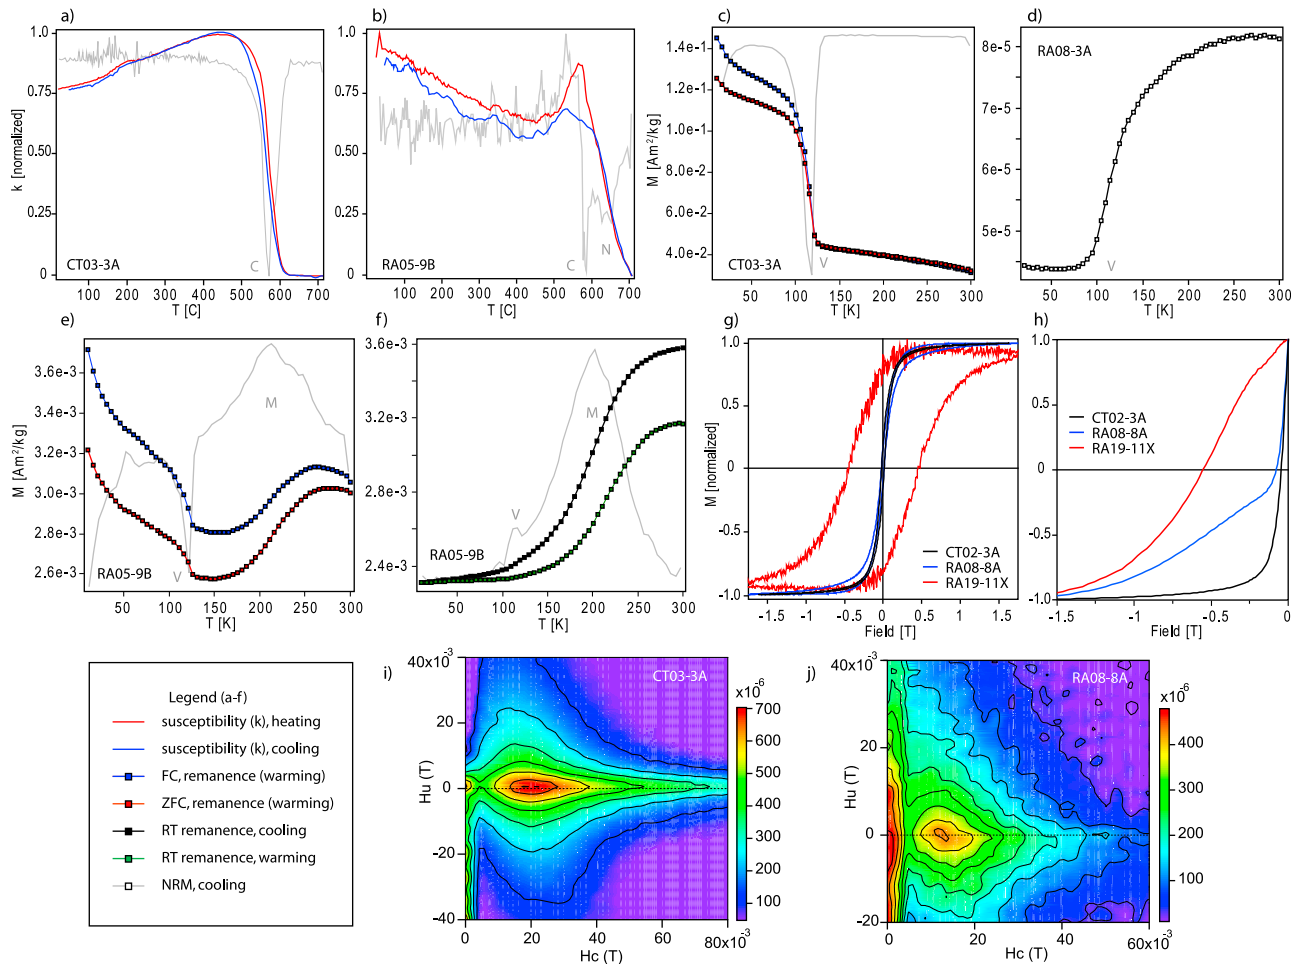 a)
1.0
0.75
0.50
0.25
0
k [normalized]
C
CT03-3A
100 200 300 400 500 600 700
T [C]
b)
1.0
0.75
0.50
0.25
0
C
N
RA05-9B
100 200 300 400 500 600 700
T [C]
c)
1.4e-1
1.2e-1
1.0e-1
8.0e-2
6.0e-2
4.0e-2
M [Am²/kg]
V
CT03-3A
50 100 150 200 250 300
T [K]
d)
8e-5
7e-5
6e-5
5e-5
RA08-3A
V
50 100 150 200 250 300
T [K]
e)
3.6e-3
3.4e-3
3.2e-3
3.0e-3
2.8e-3
2.6e-3
M [Am²/kg]
M
V
RA05-9B
50 100 150 200 250 300
T [K]
f)
3.6e-3
3.2e-3
2.8e-3
2.4e-3
M
V
RA05-9B
50 100 150 200 250 300
T [K]
g)
1.0
0.5
0
-0.5
-1.0
M [normalized]
CT02-3A
RA08-8A
RA19-11X
-1.5 -1.0 -0.5 0 0.5 1.0 1.5
Field [T]
h)
1.0
0.5
0
-0.5
-1.0
CT02-3A
RA08-8A
RA19-11X
-1.5 -1 -0.5 0
Field [T]
Legend (a-f)
susceptibility (k), heating
susceptibility (k), cooling
FC, remanence (warming)
ZFC, remanence (warming)
RT remanence, cooling
RT remanence, warming
NRM, cooling
i)
40x10⁻³
20
0
-20
-40
Hu (T)
CT03-3A
0 20 40 60 80x10⁻³
Hc (T)
x10⁻⁶
700
600
500
400
300
200
100
j)
40x10⁻³
20
0
-20
Hu (T)
RA08-8A
0 20 40 60x10⁻³
Hc (T)
x10⁶
400
300
200
100